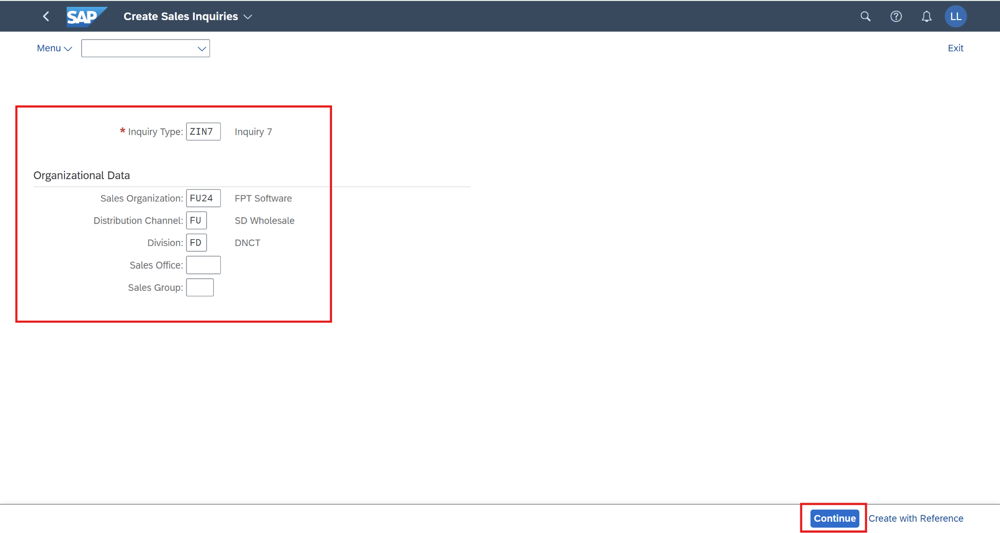 SAP Create Sales Inquiries LL
Menu Exit
* Inquiry Type: ZIN7 Inquiry 7
Organizational Data
Sales Organization: FU24 FPT Software
Distribution Channel: FU SD Wholesale
Division: FD DNCT
Sales Office:
Sales Group:
Continue Create with Reference